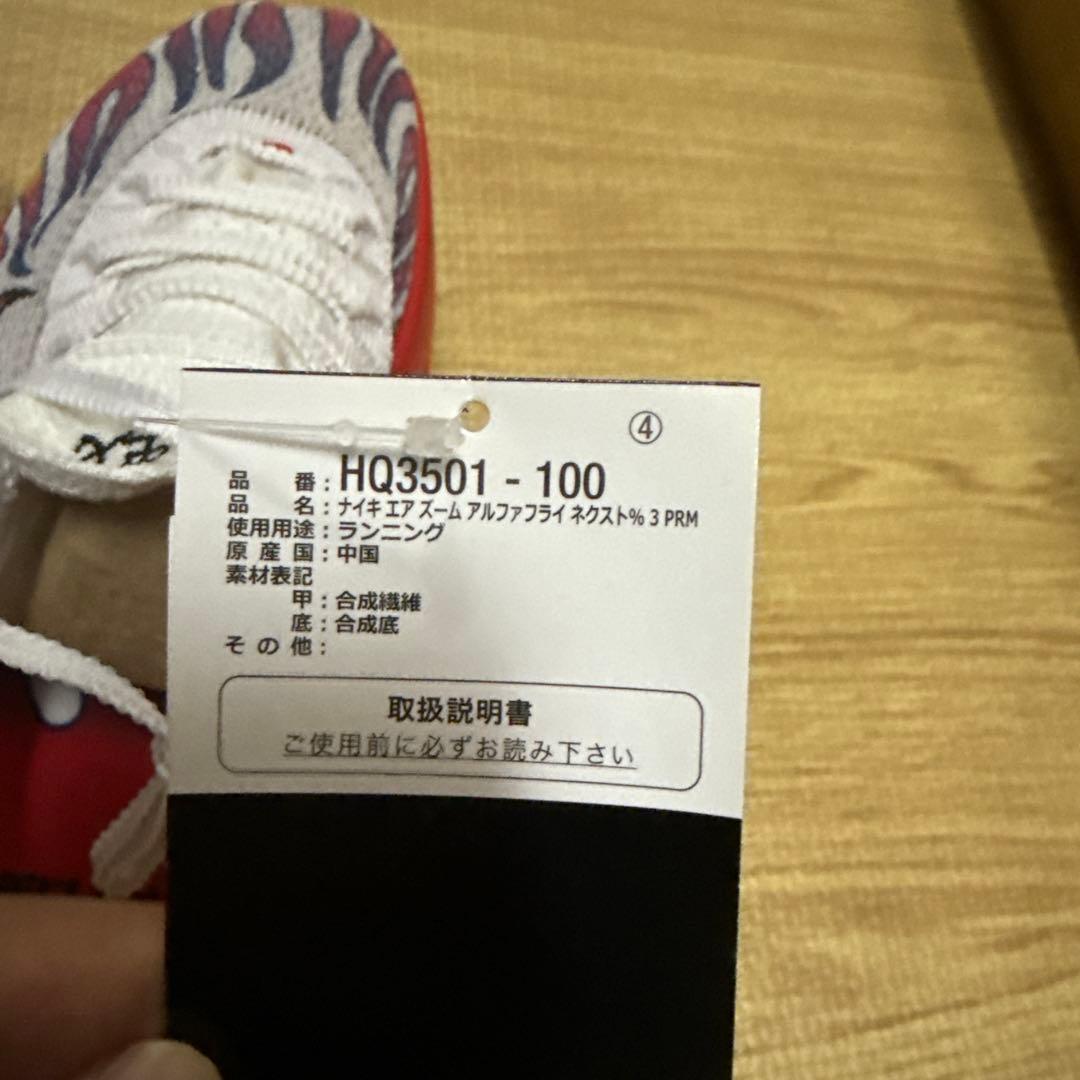 ④
品 番：HQ3501 - 100
品 名：ナイキ エア ズーム アルファフライ ネクスト% 3 PRM
使用用途：ランニング
原 産 国：中国
素材表記
甲：合成繊維
底：合成底
そ の 他：
取扱説明書
ご使用前に必ずお読み下さい